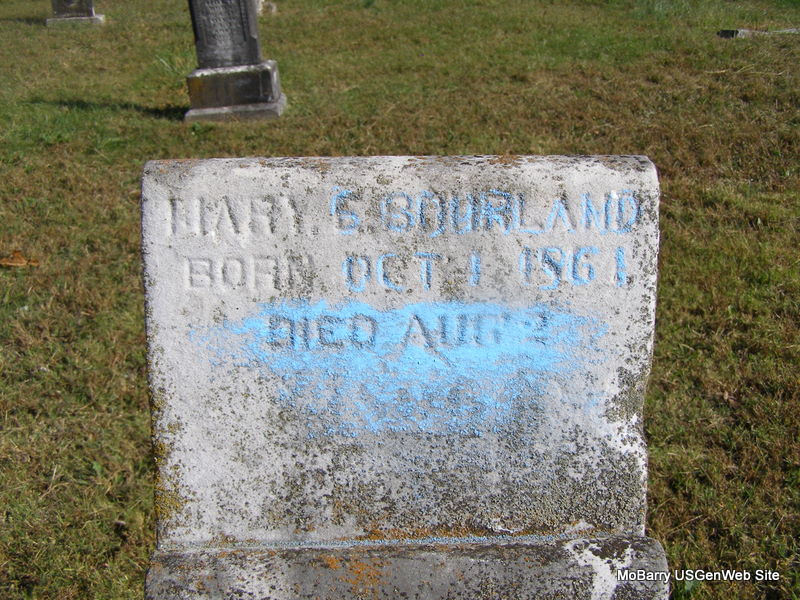 MARY. S. BOURLAND
BORN OCT 1 1861
DIED AUG 2
MoBarry USGenWeb Site